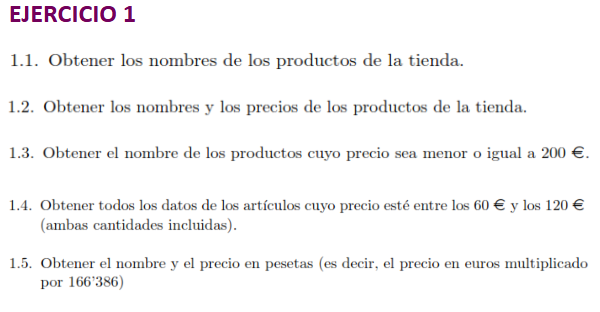 EJERCICIO 1
1.1. Obtener los nombres de los productos de la tienda.
1.2. Obtener los nombres y los precios de los productos de la tienda.
1.3. Obtener el nombre de los productos cuyo precio sea menor o igual a 200 €.
1.4. Obtener todos los datos de los artículos cuyo precio esté entre los 60 € y los 120 €
(ambas cantidades incluidas).
1.5. Obtener el nombre y el precio en pesetas (es decir, el precio en euros multiplicado
por 166'386)